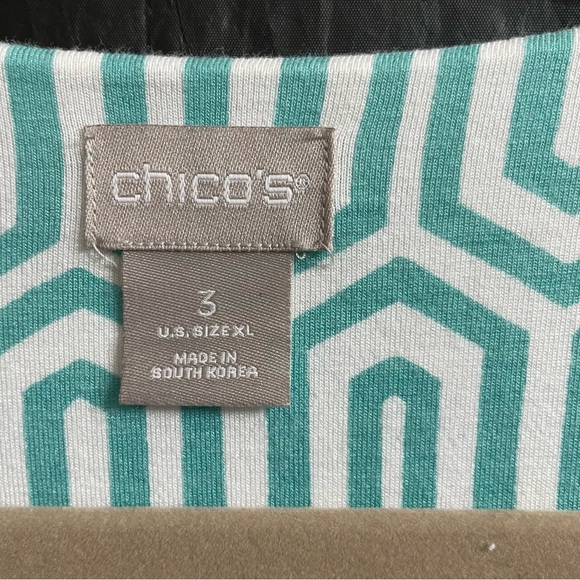 chico's®
3
U.S. SIZE XL
MADE IN
SOUTH KOREA